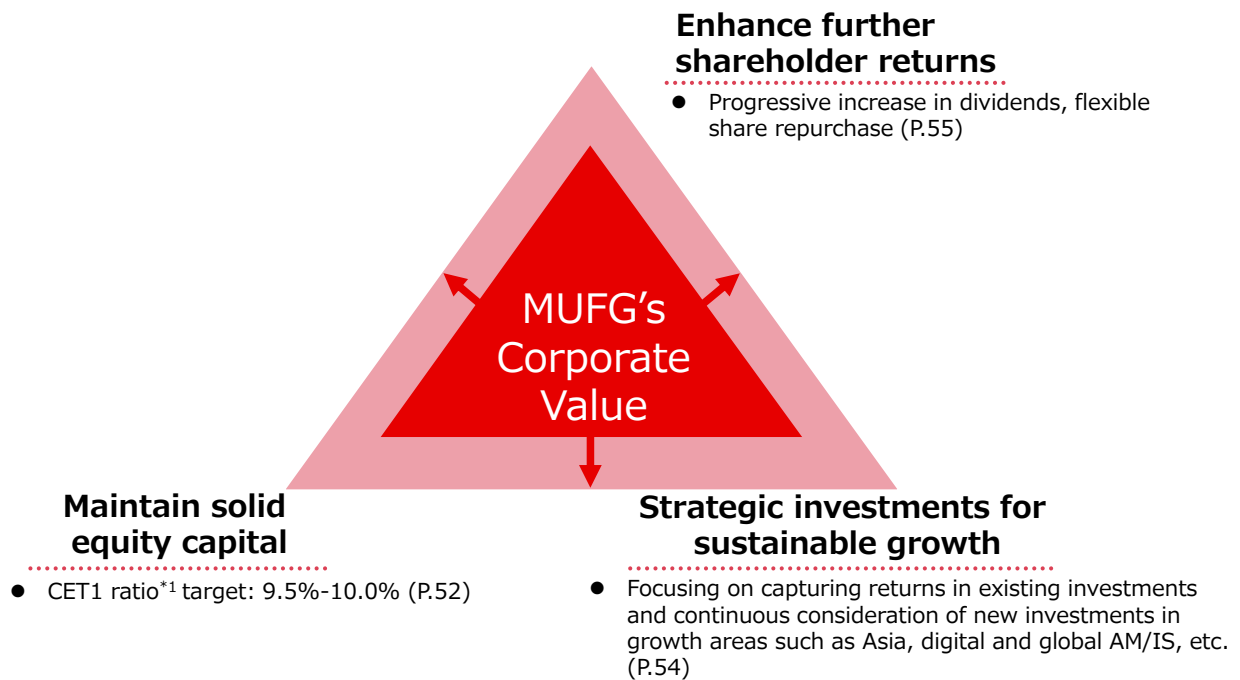 Enhance further
shareholder returns
● Progressive increase in dividends, flexible
share repurchase (P.55)
MUFG's
Corporate
Value
Maintain solid
equity capital
● CET1 ratio*1 target: 9.5%-10.0% (P.52)
Strategic investments for
sustainable growth
● Focusing on capturing returns in existing investments
and continuous consideration of new investments in
growth areas such as Asia, digital and global AM/IS, etc.
(P.54)